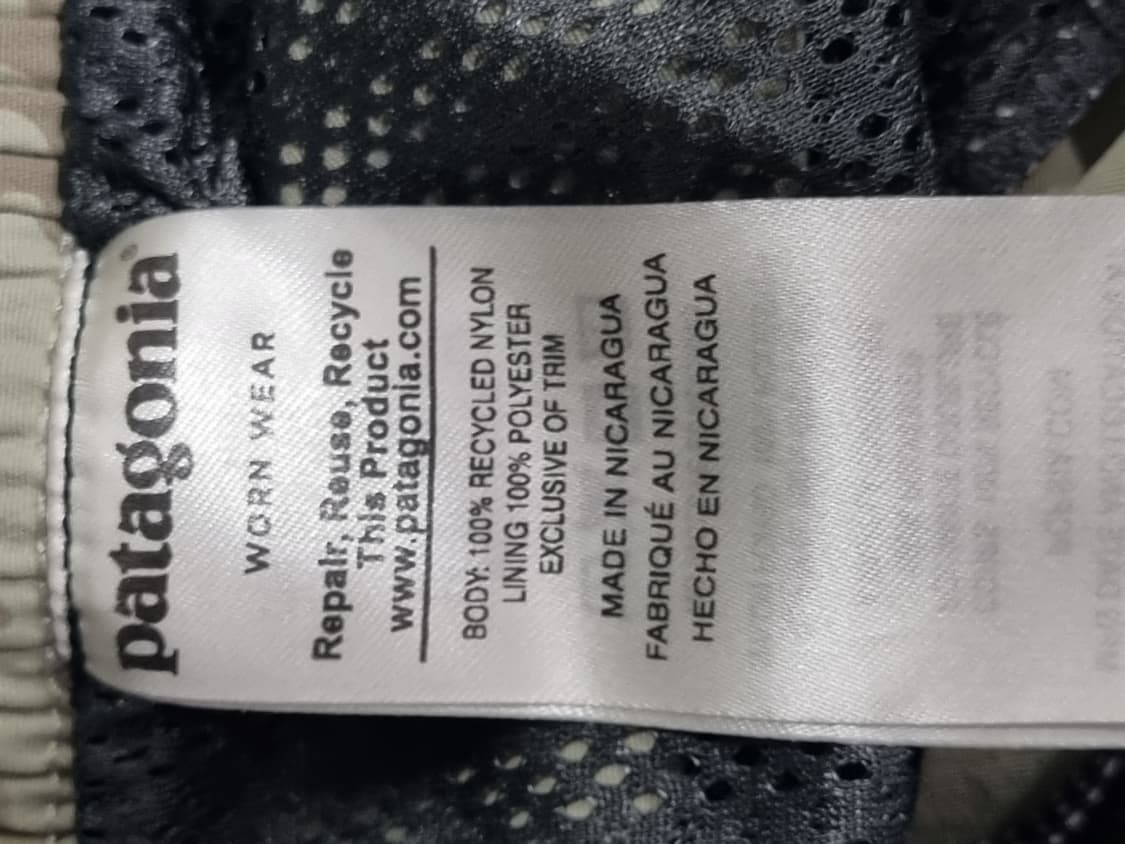 patagonia®
WORN WEAR
Repair, Reuse, Recycle
This Product
www.patagonia.com
BODY: 100% RECYCLED NYLON
LINING 100% POLYESTER
EXCLUSIVE OF TRIM
MADE IN NICARAGUA
FABRIQUÉ AU NICARAGUA
HECHO EN NICARAGUA